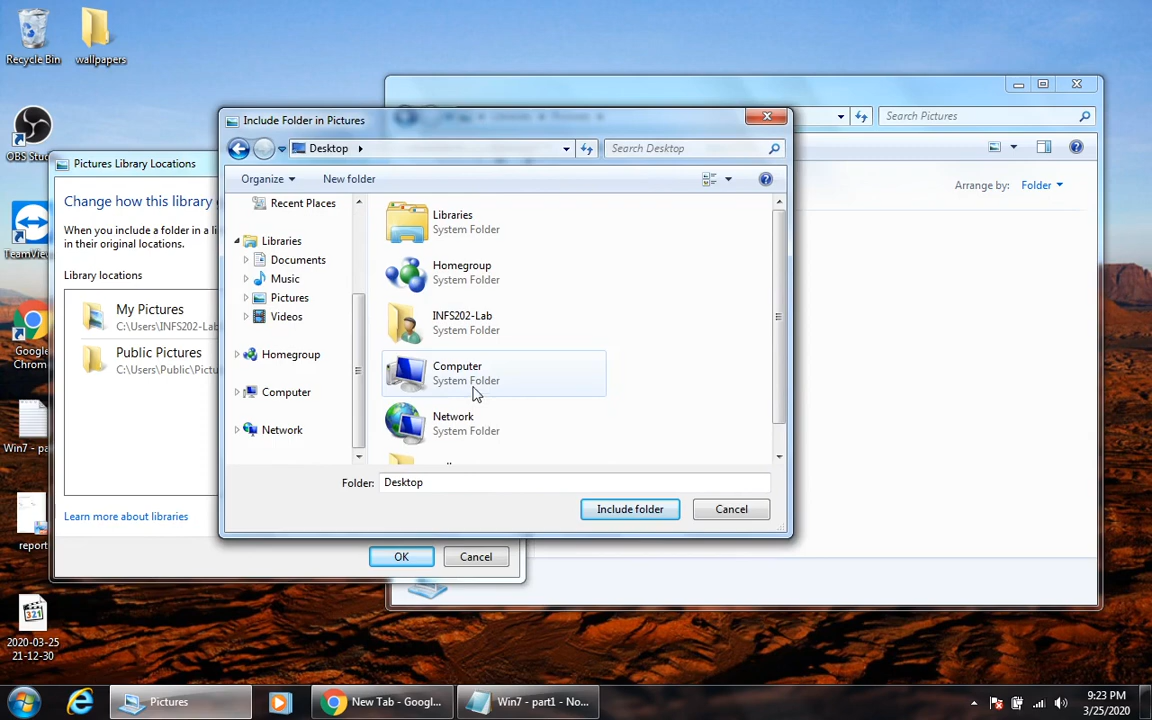 Recycle Bin
wallpapers
OBS Stu
TeamVie
Google
Chrom
Win7 - pa
report
2020-03-25
21-12-30
Search Pictures
Arrange by: Folder
Pictures Library Locations
Change how this library
When you include a folder in a li
in their original locations.
Library locations
My Pictures
C:\Users\INFS202-Lab
Public Pictures
C:\Users\Public\Pictu
Learn more about libraries
OK
Cancel
Include Folder in Pictures
Desktop
Search Desktop
Organize
New folder
Recent Places
Libraries
Documents
Music
Pictures
Videos
Homegroup
Computer
Network
Libraries
System Folder
Homegroup
System Folder
INFS202-Lab
System Folder
Computer
System Folder
Network
System Folder
Folder: Desktop
Include folder
Cancel
Pictures
New Tab - Googl...
Win7 - part1 - No...
9:23 PM
3/25/2020